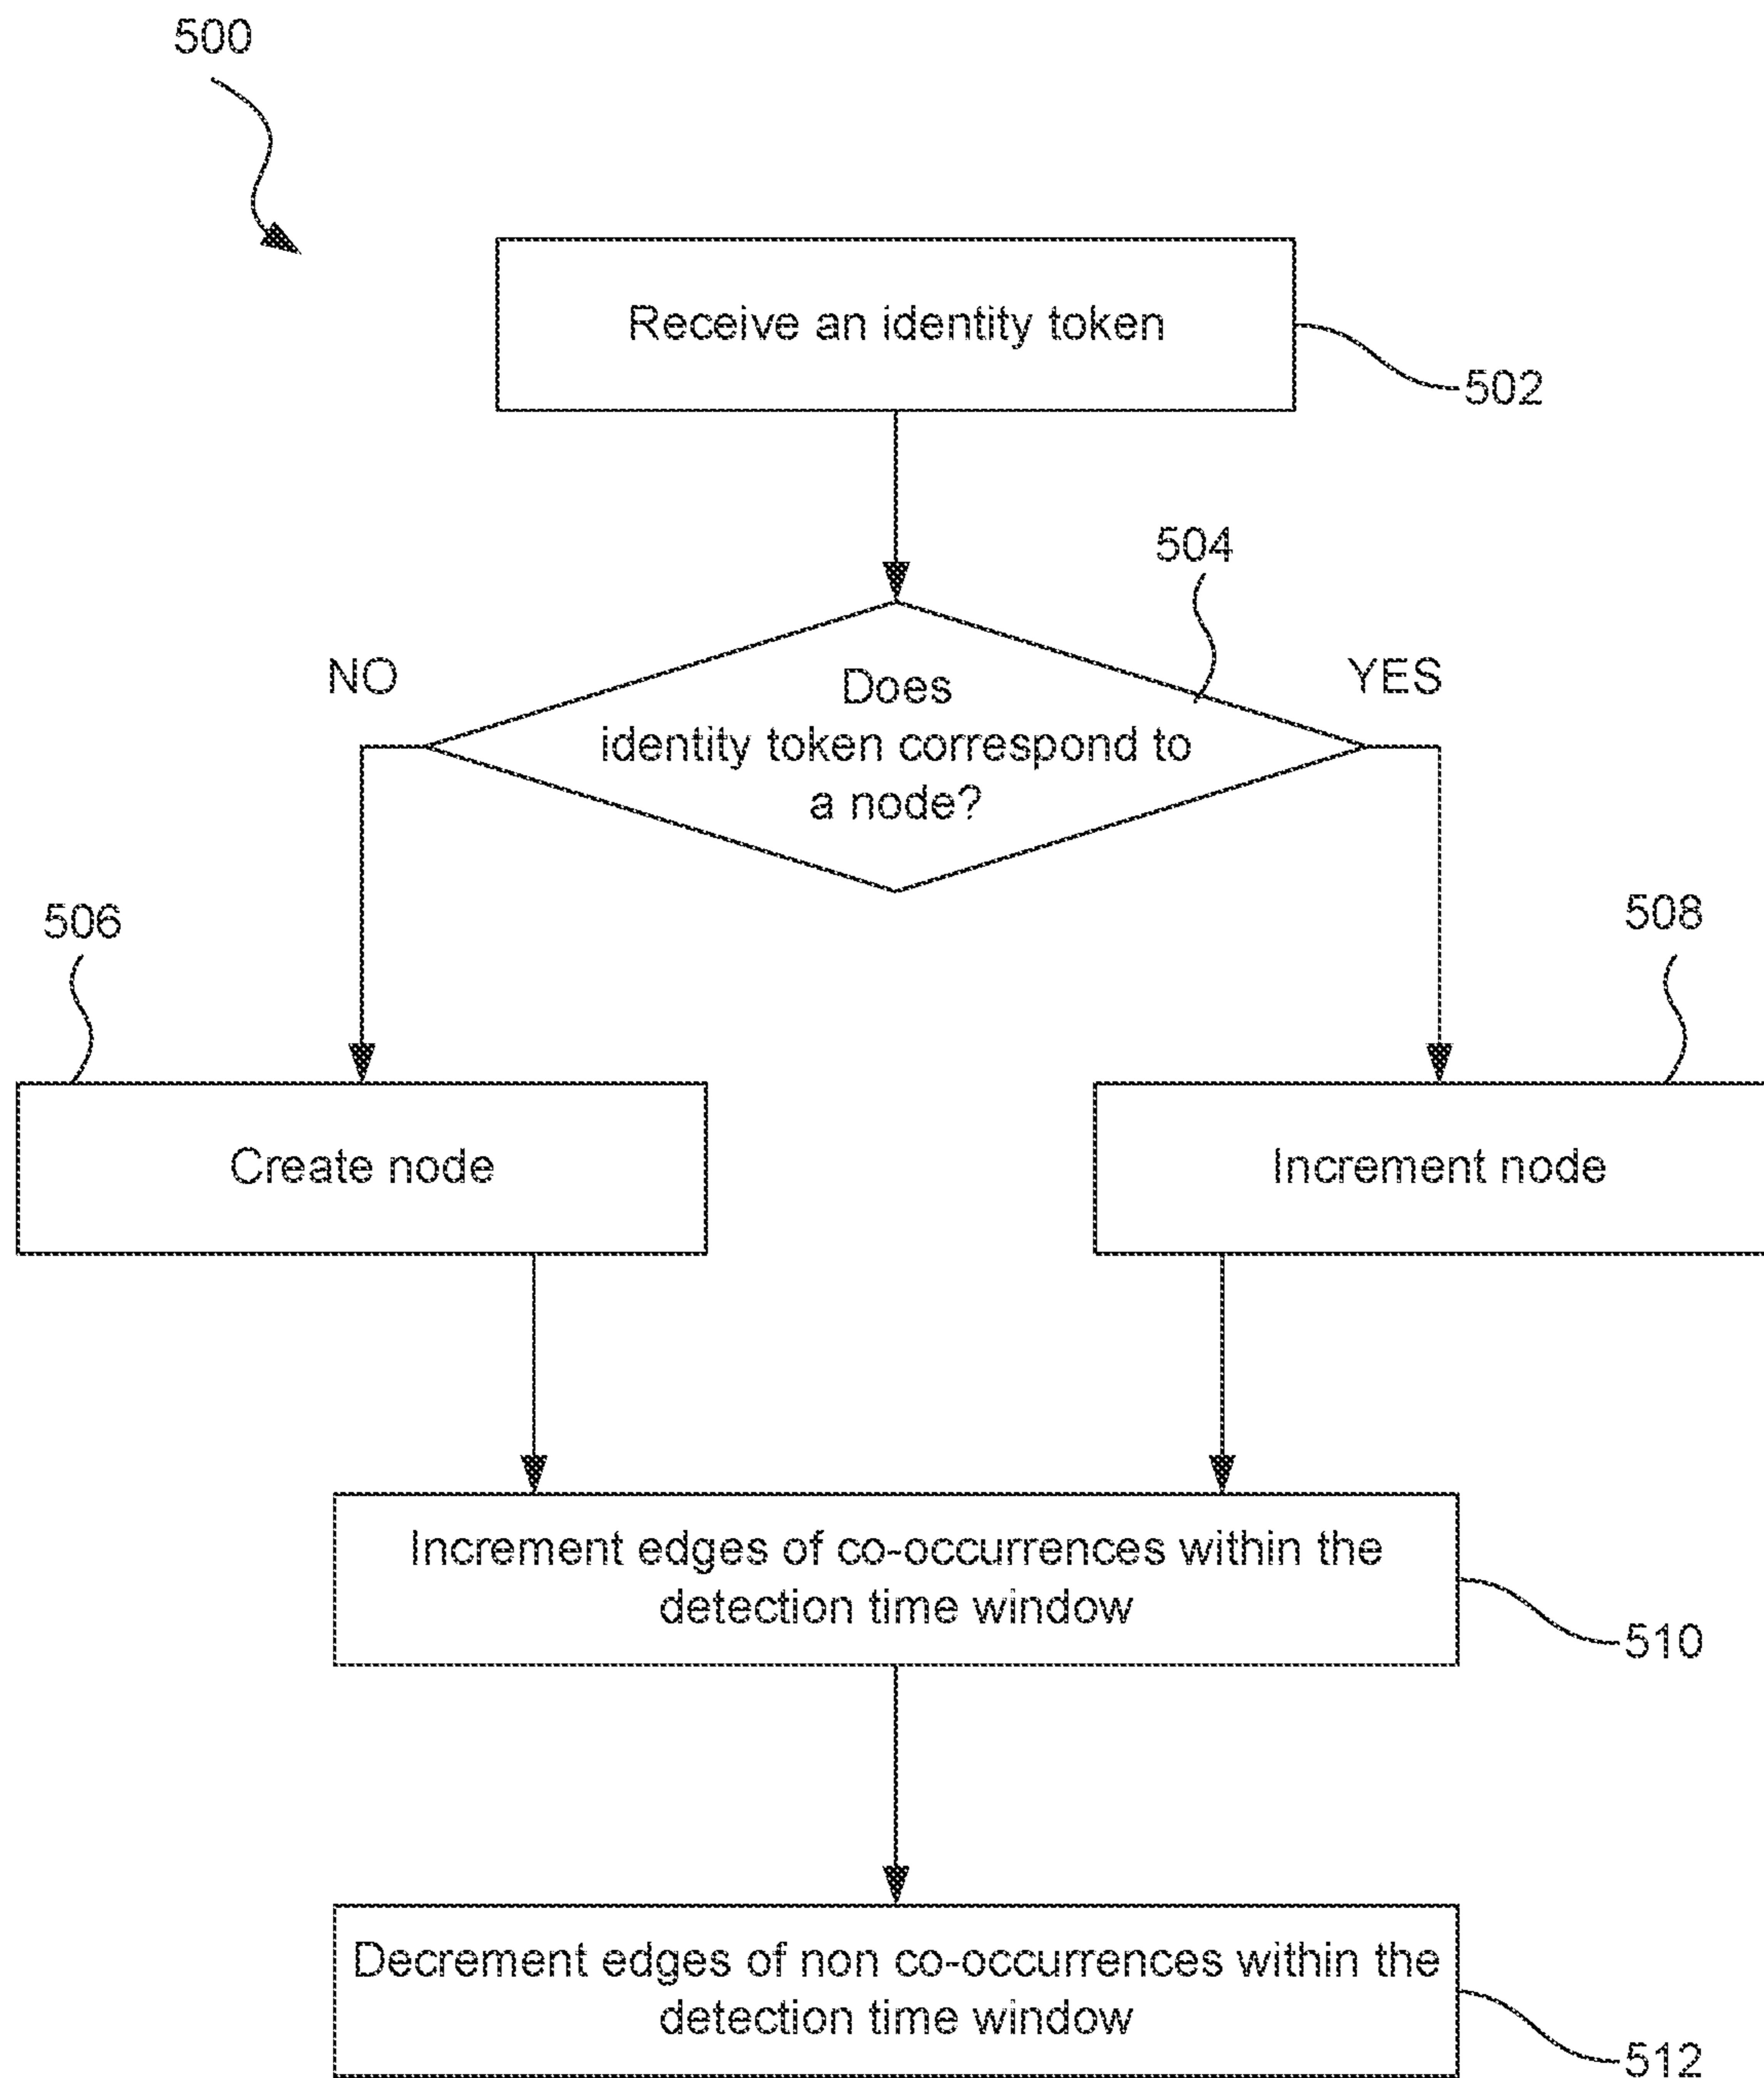 500
Receive an identity token
502
504
NO
YES
Does
identity token correspond to
a node?
506
508
Create node
Increment node
Increment edges of co-occurrences within the
detection time window
510
Decrement edges of non co-occurrences within the
detection time window
512